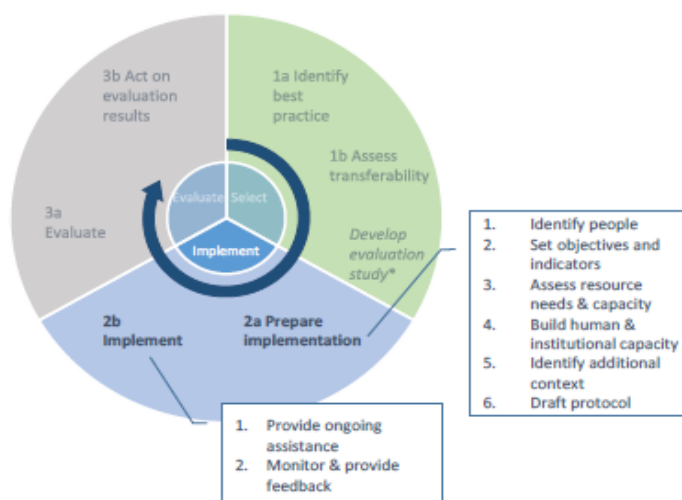 3b Act on
evaluation
results
1a Identify
best
practice
1b Assess
transferability
Evaluate
Select
3a
Evaluate
Implement
Develop
evaluation
study*
2b
Implement
2a Prepare
implementation
1. Identify people
2. Set objectives and
indicators
3. Assess resource
needs & capacity
4. Build human &
institutional capacity
5. Identify additional
context
6. Draft protocol
1. Provide ongoing
assistance
2. Monitor & provide
feedback